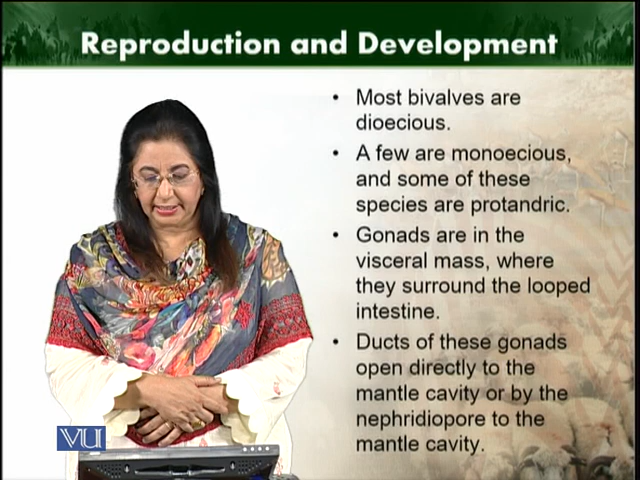 Reproduction and Development
• Most bivalves are
dioecious.
• A few are monoecious,
and some of these
species are protandric.
• Gonads are in the
visceral mass, where
they surround the looped
intestine.
• Ducts of these gonads
open directly to the
mantle cavity or by the
nephridiopore to the
mantle cavity.
VU